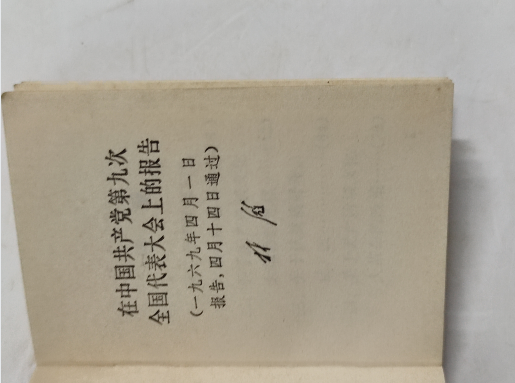 在中国共产党第九次
全国代表大会上的报告
(一九六九年四月一日
报告,四月十四日通过)
林彪